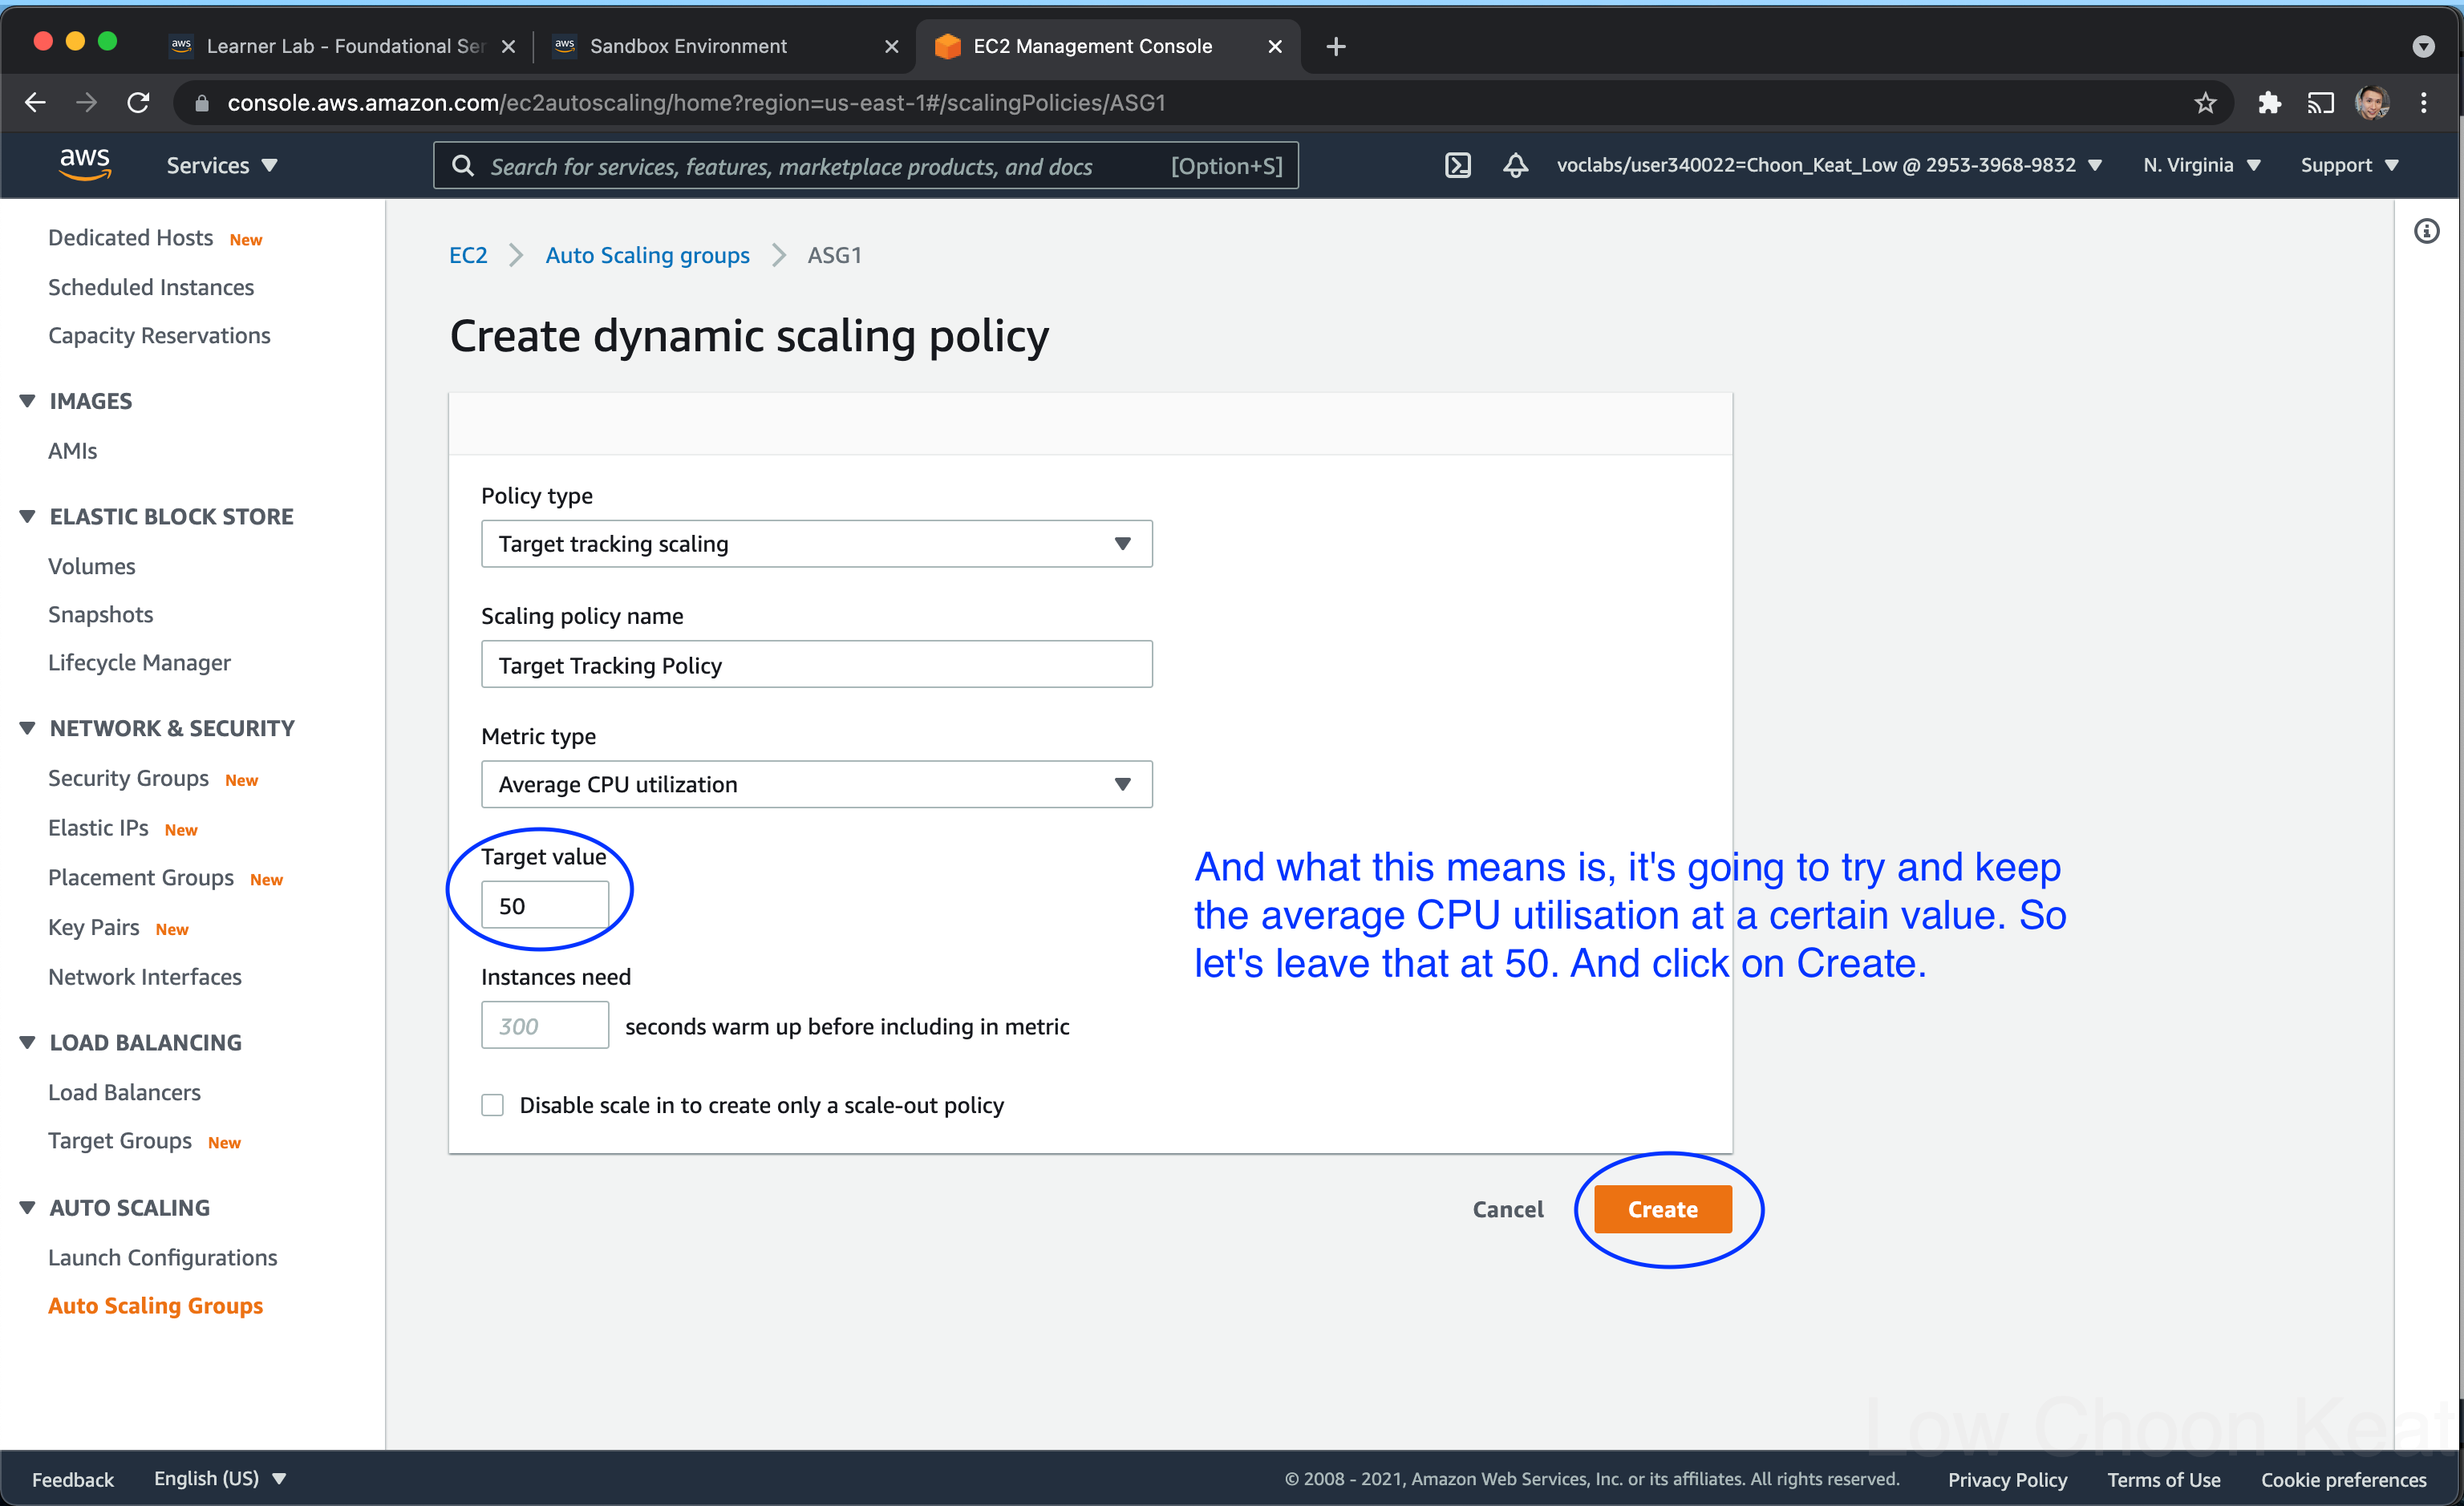 aws Learner Lab - Foundational Ser
aws Sandbox Environment
EC2 Management Console
console.aws.amazon.com/ec2autoscaling/home?region=us-east-1#/scalingPolicies/ASG1
aws
Services
Search for services, features, marketplace products, and docs [Option+S]
voclabs/user340022=Choon_Keat_Low @ 2953-3968-9832
N. Virginia
Support
Dedicated Hosts New
Scheduled Instances
Capacity Reservations
IMAGES
AMIs
ELASTIC BLOCK STORE
Volumes
Snapshots
Lifecycle Manager
NETWORK & SECURITY
Security Groups New
Elastic IPs New
Placement Groups New
Key Pairs New
Network Interfaces
LOAD BALANCING
Load Balancers
Target Groups New
AUTO SCALING
Launch Configurations
Auto Scaling Groups
EC2 > Auto Scaling groups > ASG1
Create dynamic scaling policy
Policy type
Target tracking scaling
Scaling policy name
Target Tracking Policy
Metric type
Average CPU utilization
Target value
50
And what this means is, it's going to try and keep
the average CPU utilisation at a certain value. So
let's leave that at 50. And click on Create.
Instances need
300 seconds warm up before including in metric
Disable scale in to create only a scale-out policy
Cancel
Create
Low Choon Keat
Feedback
English (US)
© 2008 - 2021, Amazon Web Services, Inc. or its affiliates. All rights reserved.
Privacy Policy
Terms of Use
Cookie preferences